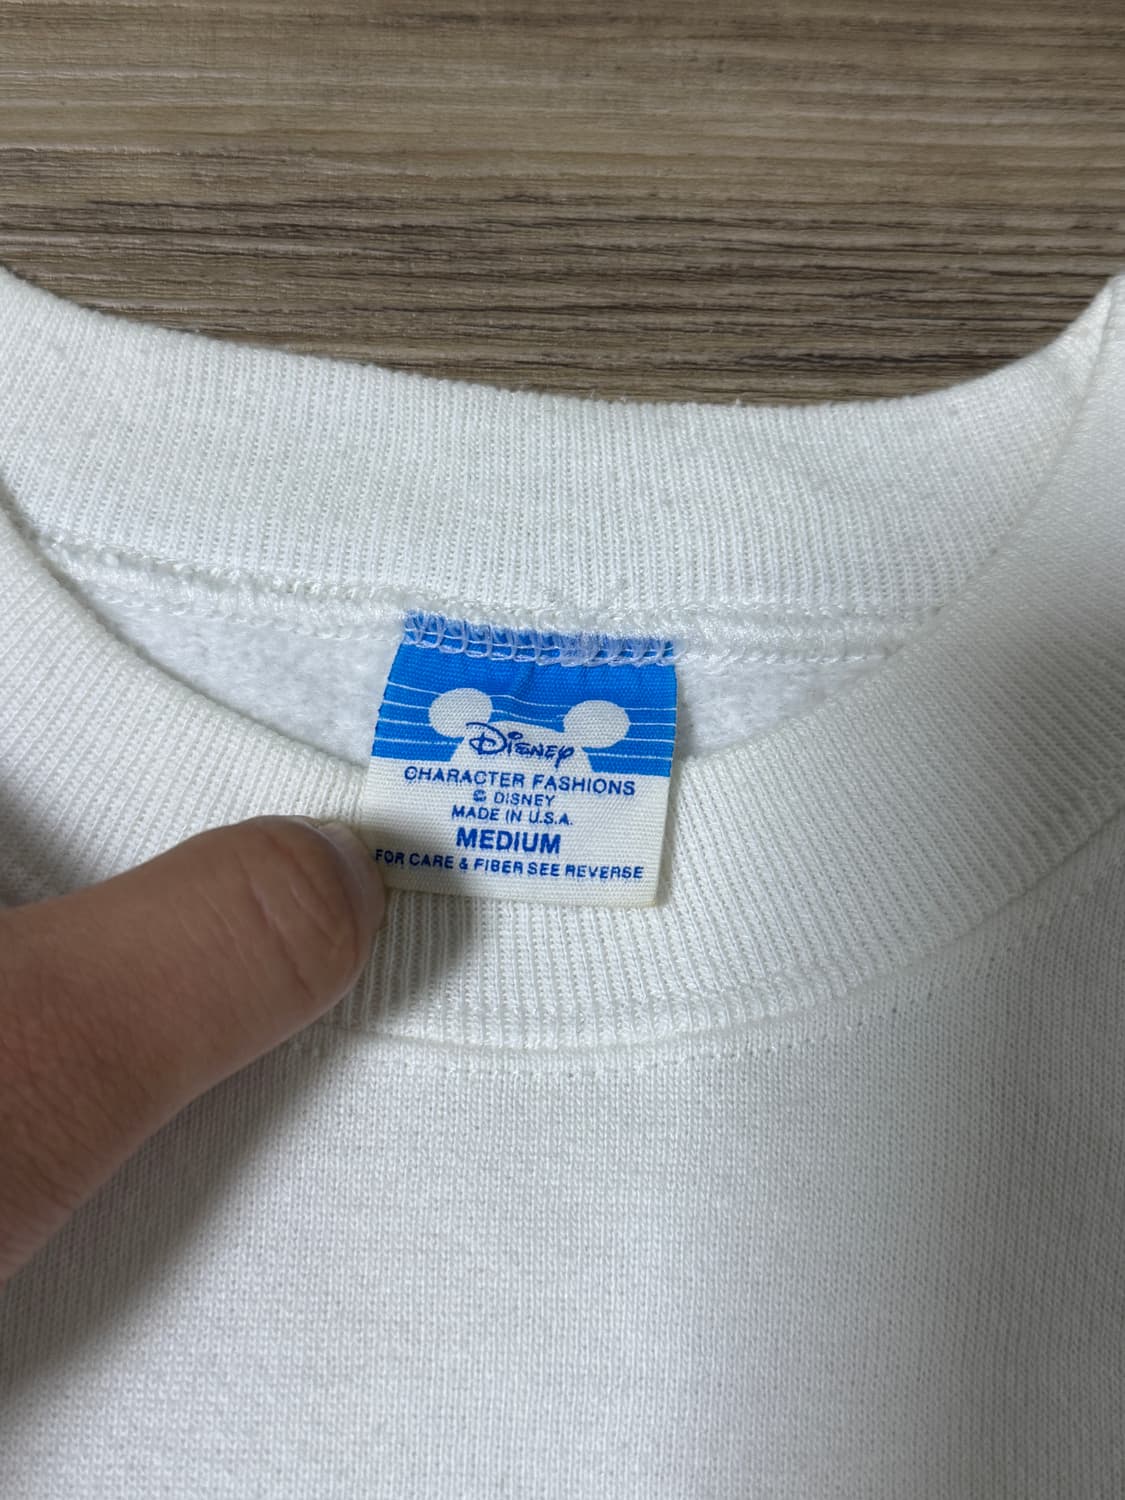 Disney
CHARACTER FASHIONS
© DISNEY
MADE IN U.S.A.
MEDIUM
FOR CARE & FIBER SEE REVERSE